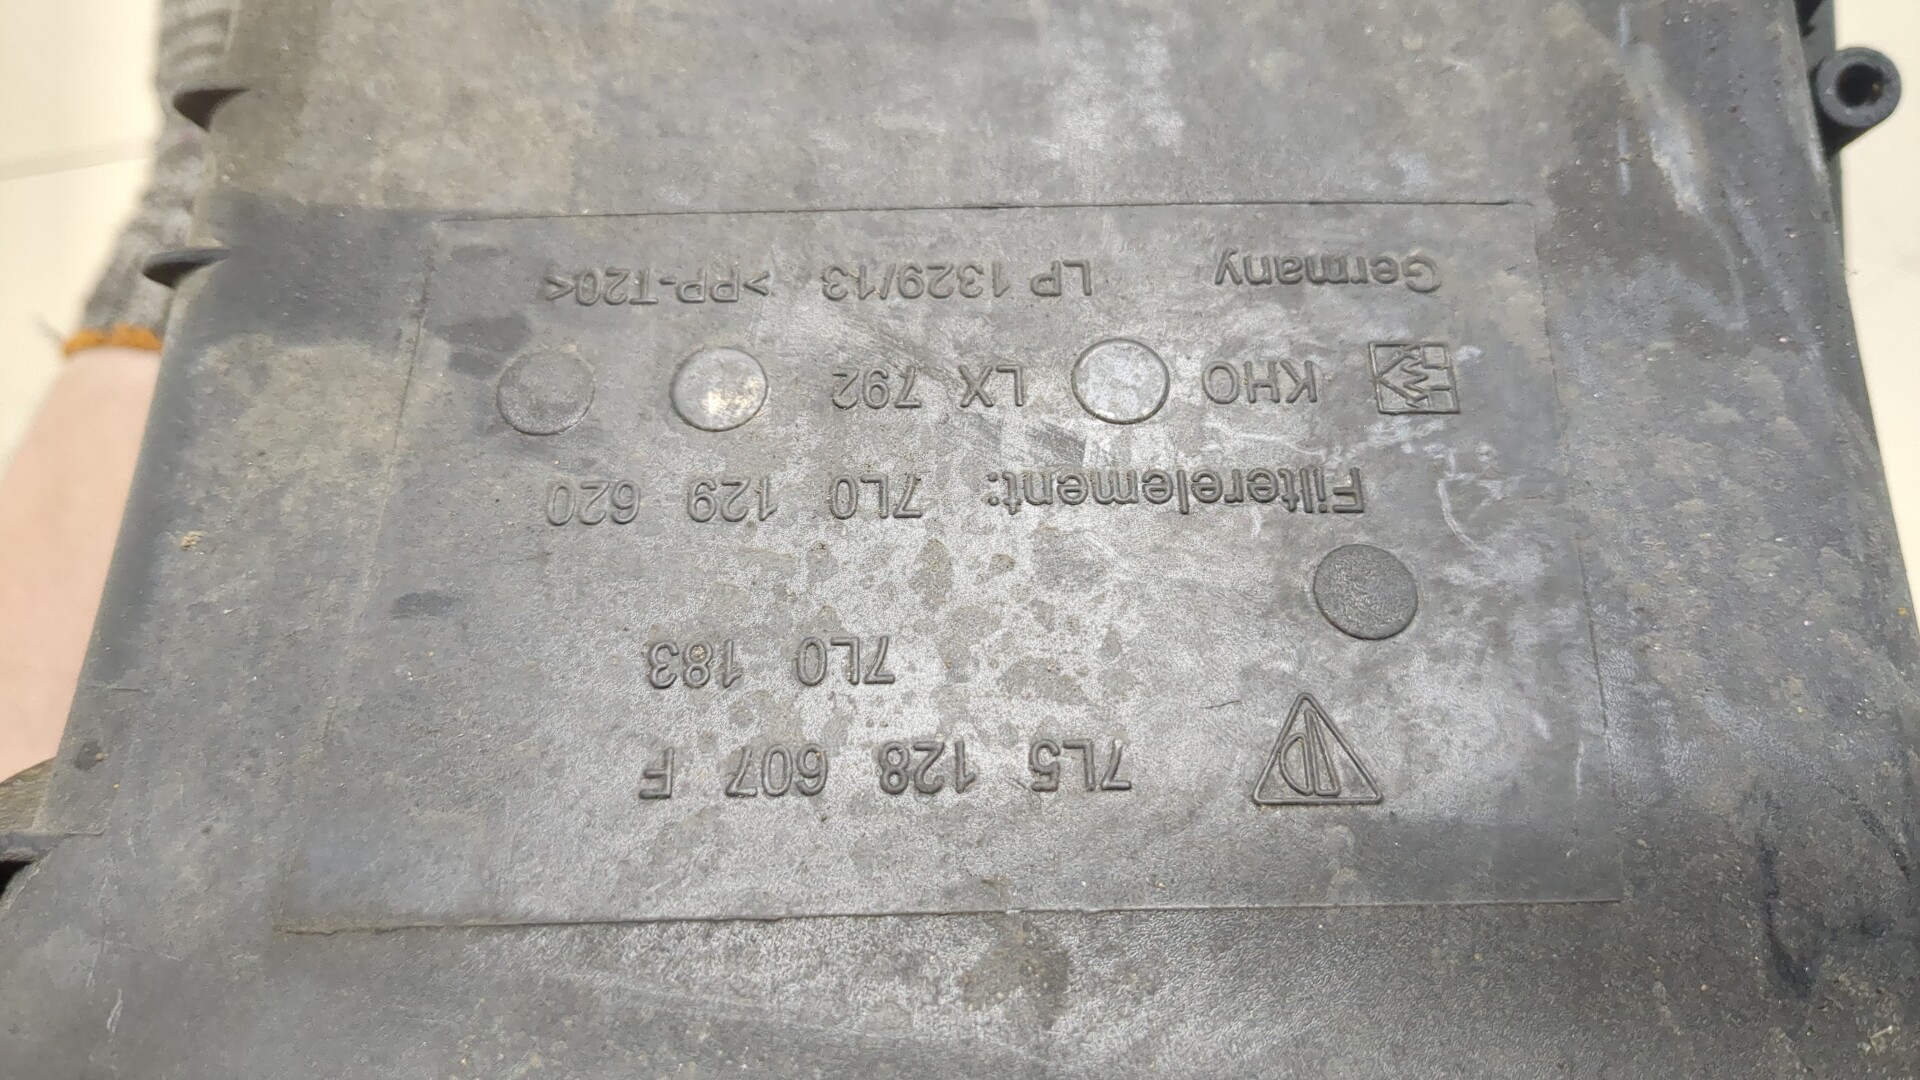 7L5 128 607 F
7L0 183
Filterelement: 7L0 129 620
KHO LX 792
Germany LP 1329/13 >PP-T20<